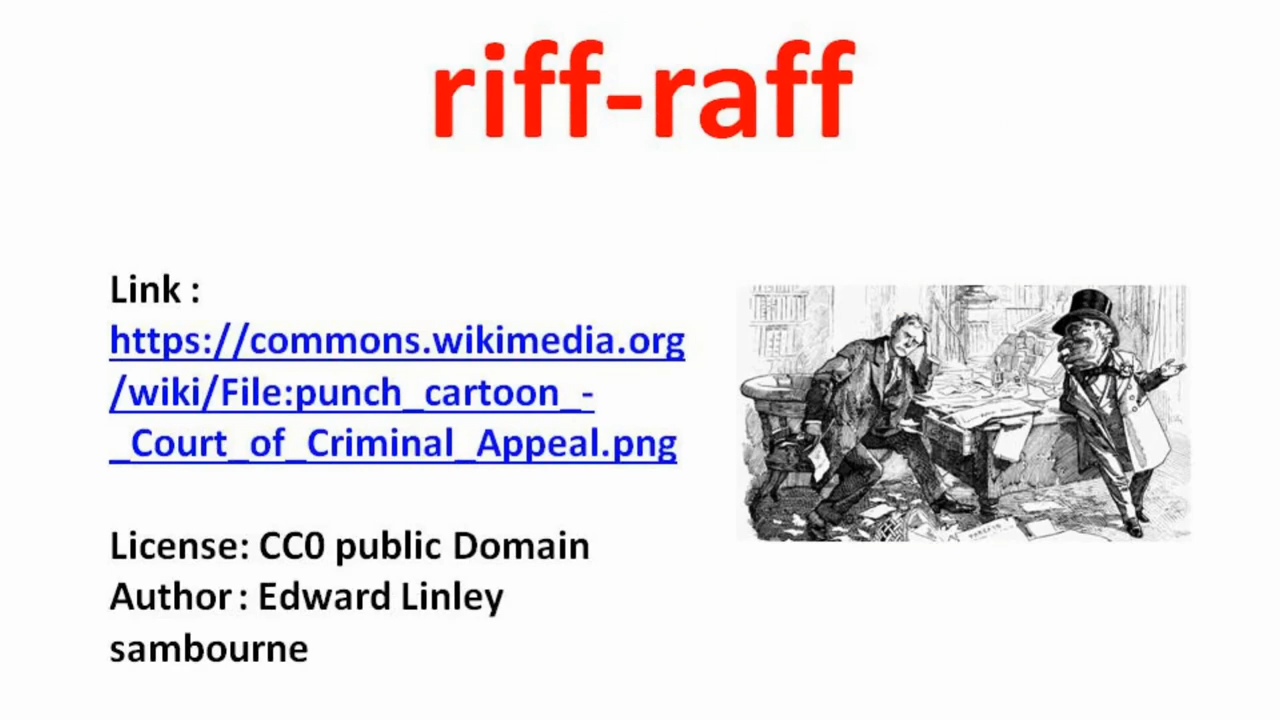 riff-raff
Link :
https://commons.wikimedia.org
/wiki/File:punch_cartoon_-
_Court_of_Criminal_Appeal.png
License: CC0 public Domain
Author : Edward Linley
sambourne